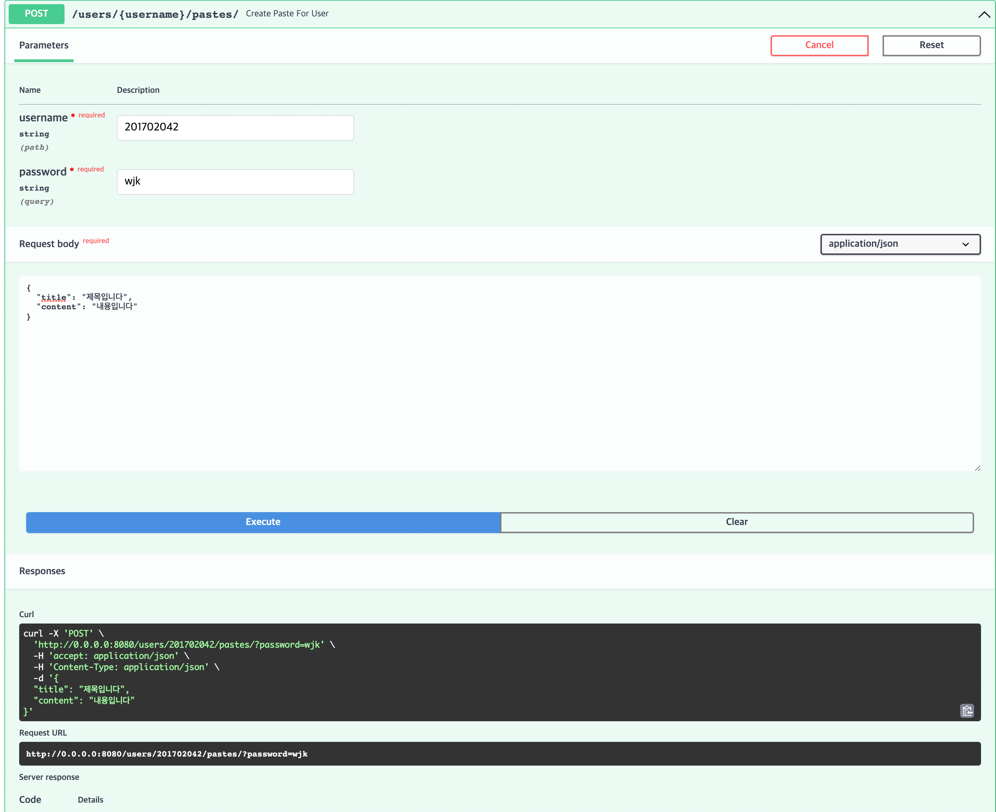 POST /users/{username}/pastes/ Create Paste For User
Parameters
Cancel
Reset
Name Description
username * required
string
(path)
201702042
password * required
string
(query)
wjk
Request body required
application/json
{
"title": "제목입니다",
"content": "내용입니다"
}
Execute
Clear
Responses
Curl
curl -X 'POST' \
'http://0.0.0.0:8080/users/201702042/pastes/?password=wjk' \
-H 'accept: application/json' \
-H 'Content-Type: application/json' \
-d '{
"title": "제목입니다",
"content": "내용입니다"
}'
Request URL
http://0.0.0.0:8080/users/201702042/pastes/?password=wjk
Server response
Code Details